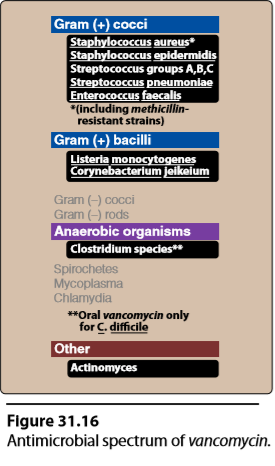 Gram (+) cocci
Staphylococcus aureus*
Staphylococcus epidermidis
Streptococcus groups A,B,C
Streptococcus pneumoniae
Enterococcus faecalis
*(including methicillin-
resistant strains)
Gram (+) bacilli
Listeria monocytogenes
Corynebacterium jeikeium
Gram (–) cocci
Gram (–) rods
Anaerobic organisms
Clostridium species**
Spirochetes
Mycoplasma
Chlamydia
**Oral vancomycin only
for C. difficile
Other
Actinomyces
Figure 31.16
Antimicrobial spectrum of vancomycin.